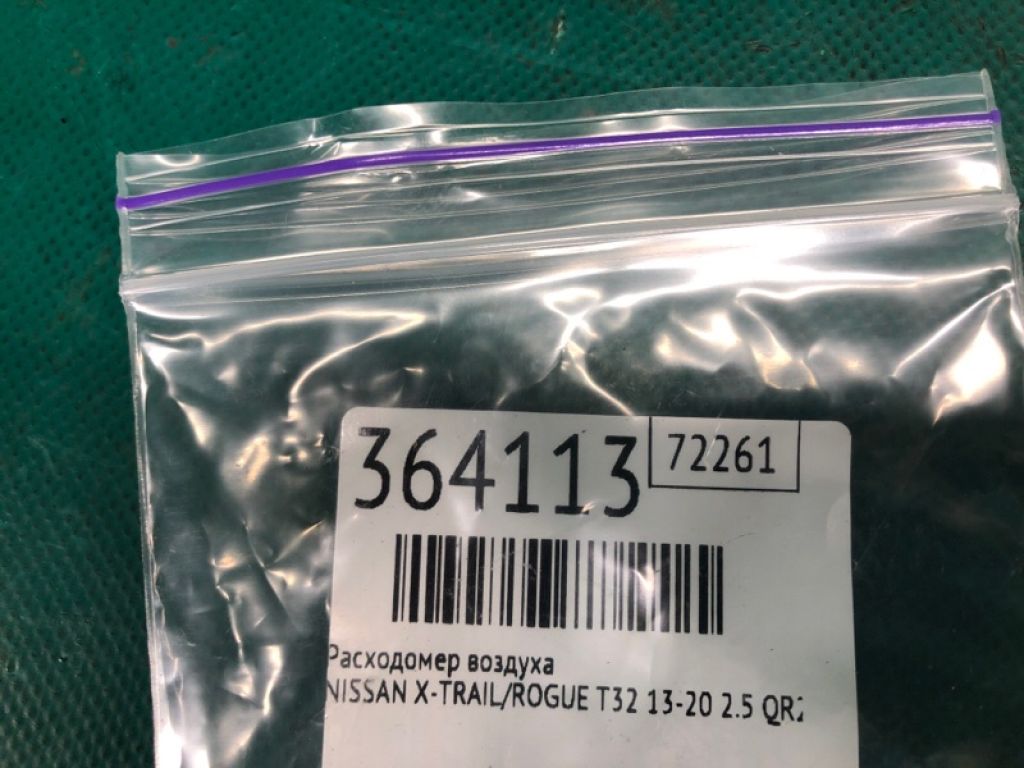 364113
72261
Расходомер воздуха
NISSAN X-TRAIL/ROGUE T32 13-20 2.5